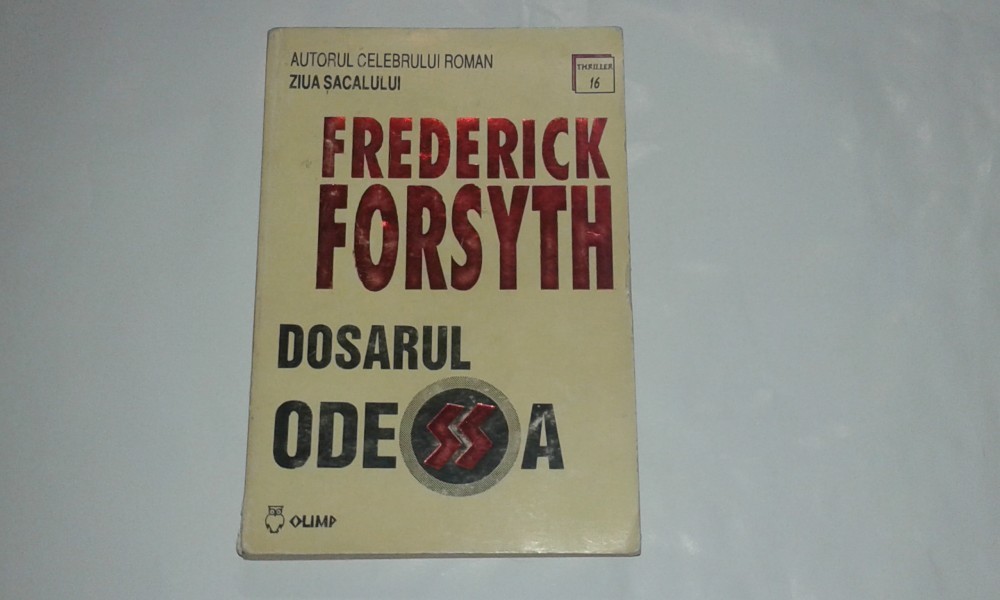 AUTORUL CELEBRULUI ROMAN
ZIUA ȘACALULUI
THRILLER
16
FREDERICK
FORSYTH
DOSARUL
ODESSA
OLIMP